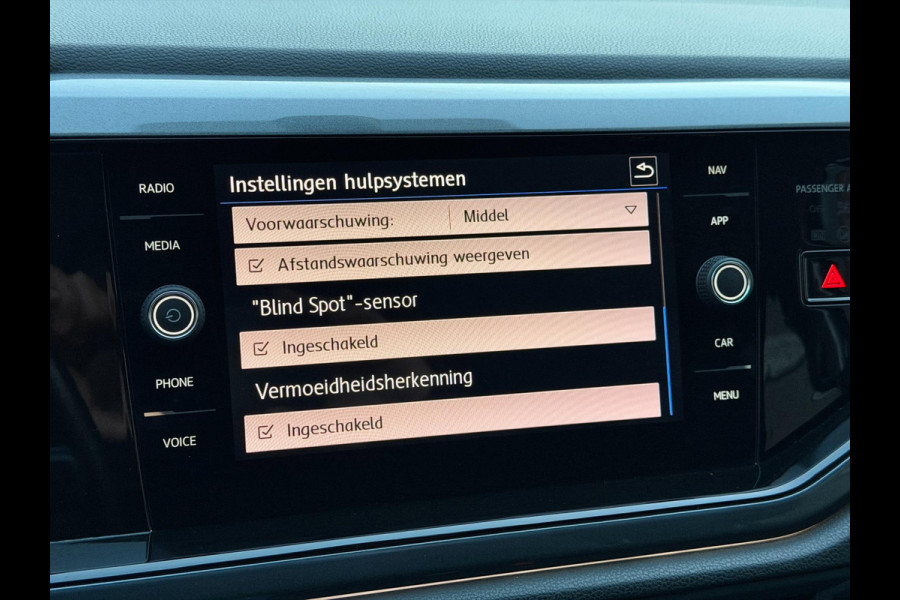 RADIO
MEDIA
PHONE
VOICE
Instellingen hulpsystemen
Voorwaarschuwing: Middel
Afstandswaarschuwing weergeven
"Blind Spot"-sensor
Ingeschakeld
Vermoeidheidsherkenning
Ingeschakeld
NAV
APP
CAR
MENU
PASSENGER